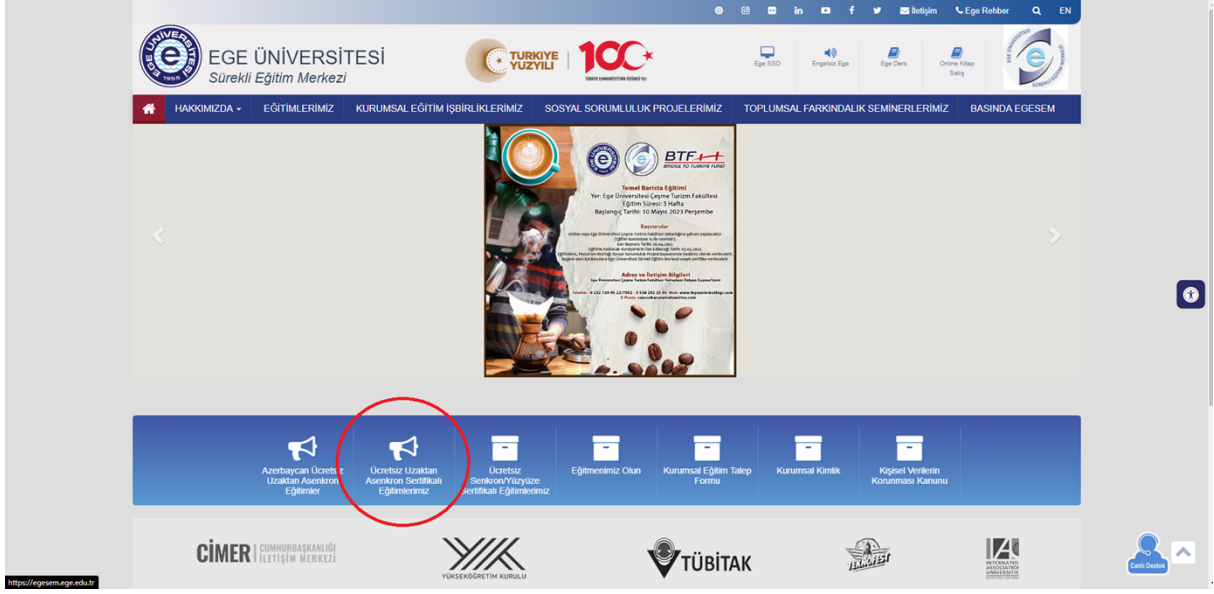 İletişim
Ege Rehber
EN
EGE ÜNİVERSİTESİ
Sürekli Eğitim Merkezi
TÜRKİYE
YÜZYILI
100
Ege SSO
Engelsiz Ege
Ege Ders
Online Kitap
Satış
HAKKIMIZDA
EĞİTİMLERİMİZ
KURUMSAL EĞİTİM İŞBİRLİKLERİMİZ
SOSYAL SORUMLULUK PROJELERİMİZ
TOPLUMSAL FARKINDALIK SEMİNERLERİMİZ
BASINDA EGESEM
BTF
BRIDGE TO TÜRKİYE FUND
Temel Barista Eğitimi
Yer: Ege Üniversitesi Çeşme Turizm Fakültesi
Eğitim Süresi: 5 Hafta
Başlangıç Tarihi: 10 Mayıs 2023 Perşembe
Başvurular
Adres ve İletişim Bilgileri
Azerbaycan Ücretsiz
Uzaktan Asenkron
Eğitimler
Ücretsiz Uzaktan
Asenkron Sertifikalı
Eğitimlerimiz
Ücretsiz
Senkron/Yüzyüze
Sertifikalı Eğitimlerimiz
Eğitmenimiz Olun
Kurumsal Eğitim Talep
Formu
Kurumsal Kimlik
Kişisel Verilerin
Korunması Kanunu
CİMER
CUMHURBAŞKANLIĞI
İLETİŞİM MERKEZİ
YÜKSEKÖĞRETİM KURULU
TÜBİTAK
TEKNOFEST
Canlı Destek
https://egesem.ege.edu.tr